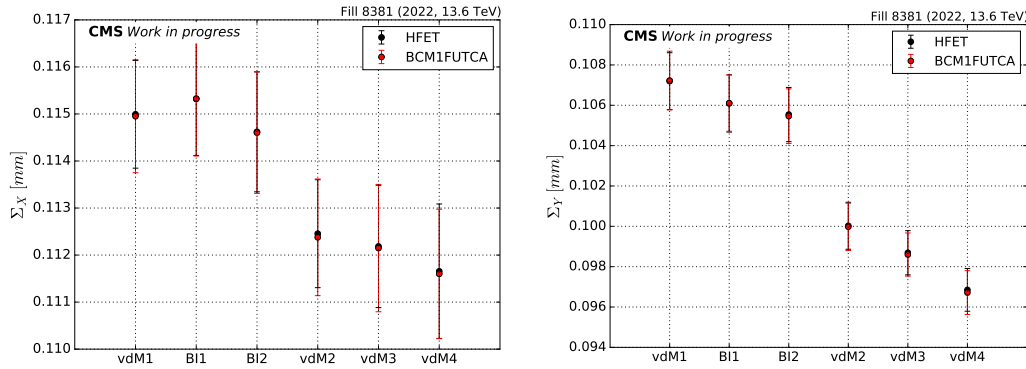 Fill 8381 (2022, 13.6 TeV)
CMS Work in progress
HFET
BCM1FUTCA
0.117
0.116
0.115
0.114
0.113
0.112
0.111
0.110
Σ_X [mm]
vdM1 BI1 BI2 vdM2 vdM3 vdM4
Fill 8381 (2022, 13.6 TeV)
CMS Work in progress
HFET
BCM1FUTCA
0.110
0.108
0.106
0.104
0.102
0.100
0.098
0.096
0.094
Σ_Y [mm]
vdM1 BI1 BI2 vdM2 vdM3 vdM4